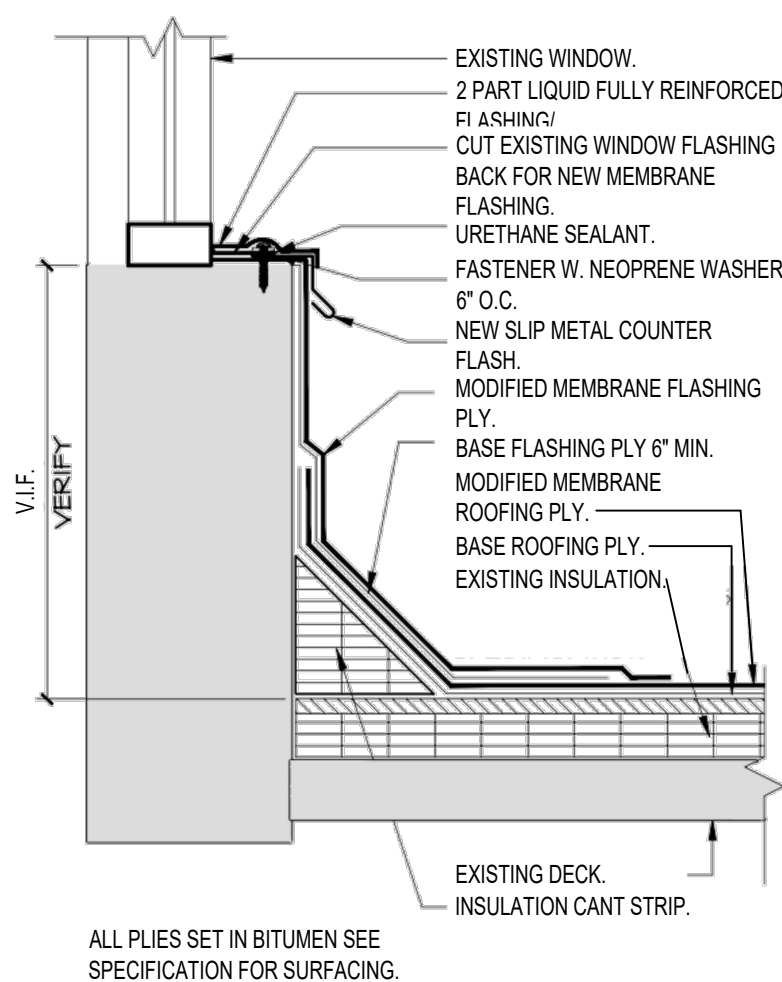 EXISTING WINDOW.
2 PART LIQUID FULLY REINFORCED
FLASHING/
CUT EXISTING WINDOW FLASHING
BACK FOR NEW MEMBRANE
FLASHING.
URETHANE SEALANT.
FASTENER W. NEOPRENE WASHER
6" O.C.
NEW SLIP METAL COUNTER
FLASH.
MODIFIED MEMBRANE FLASHING
PLY.
BASE FLASHING PLY 6" MIN.
MODIFIED MEMBRANE
ROOFING PLY.
BASE ROOFING PLY.
EXISTING INSULATION.
V.I.F.
VERIFY
EXISTING DECK.
INSULATION CANT STRIP.
ALL PLIES SET IN BITUMEN SEE
SPECIFICATION FOR SURFACING.